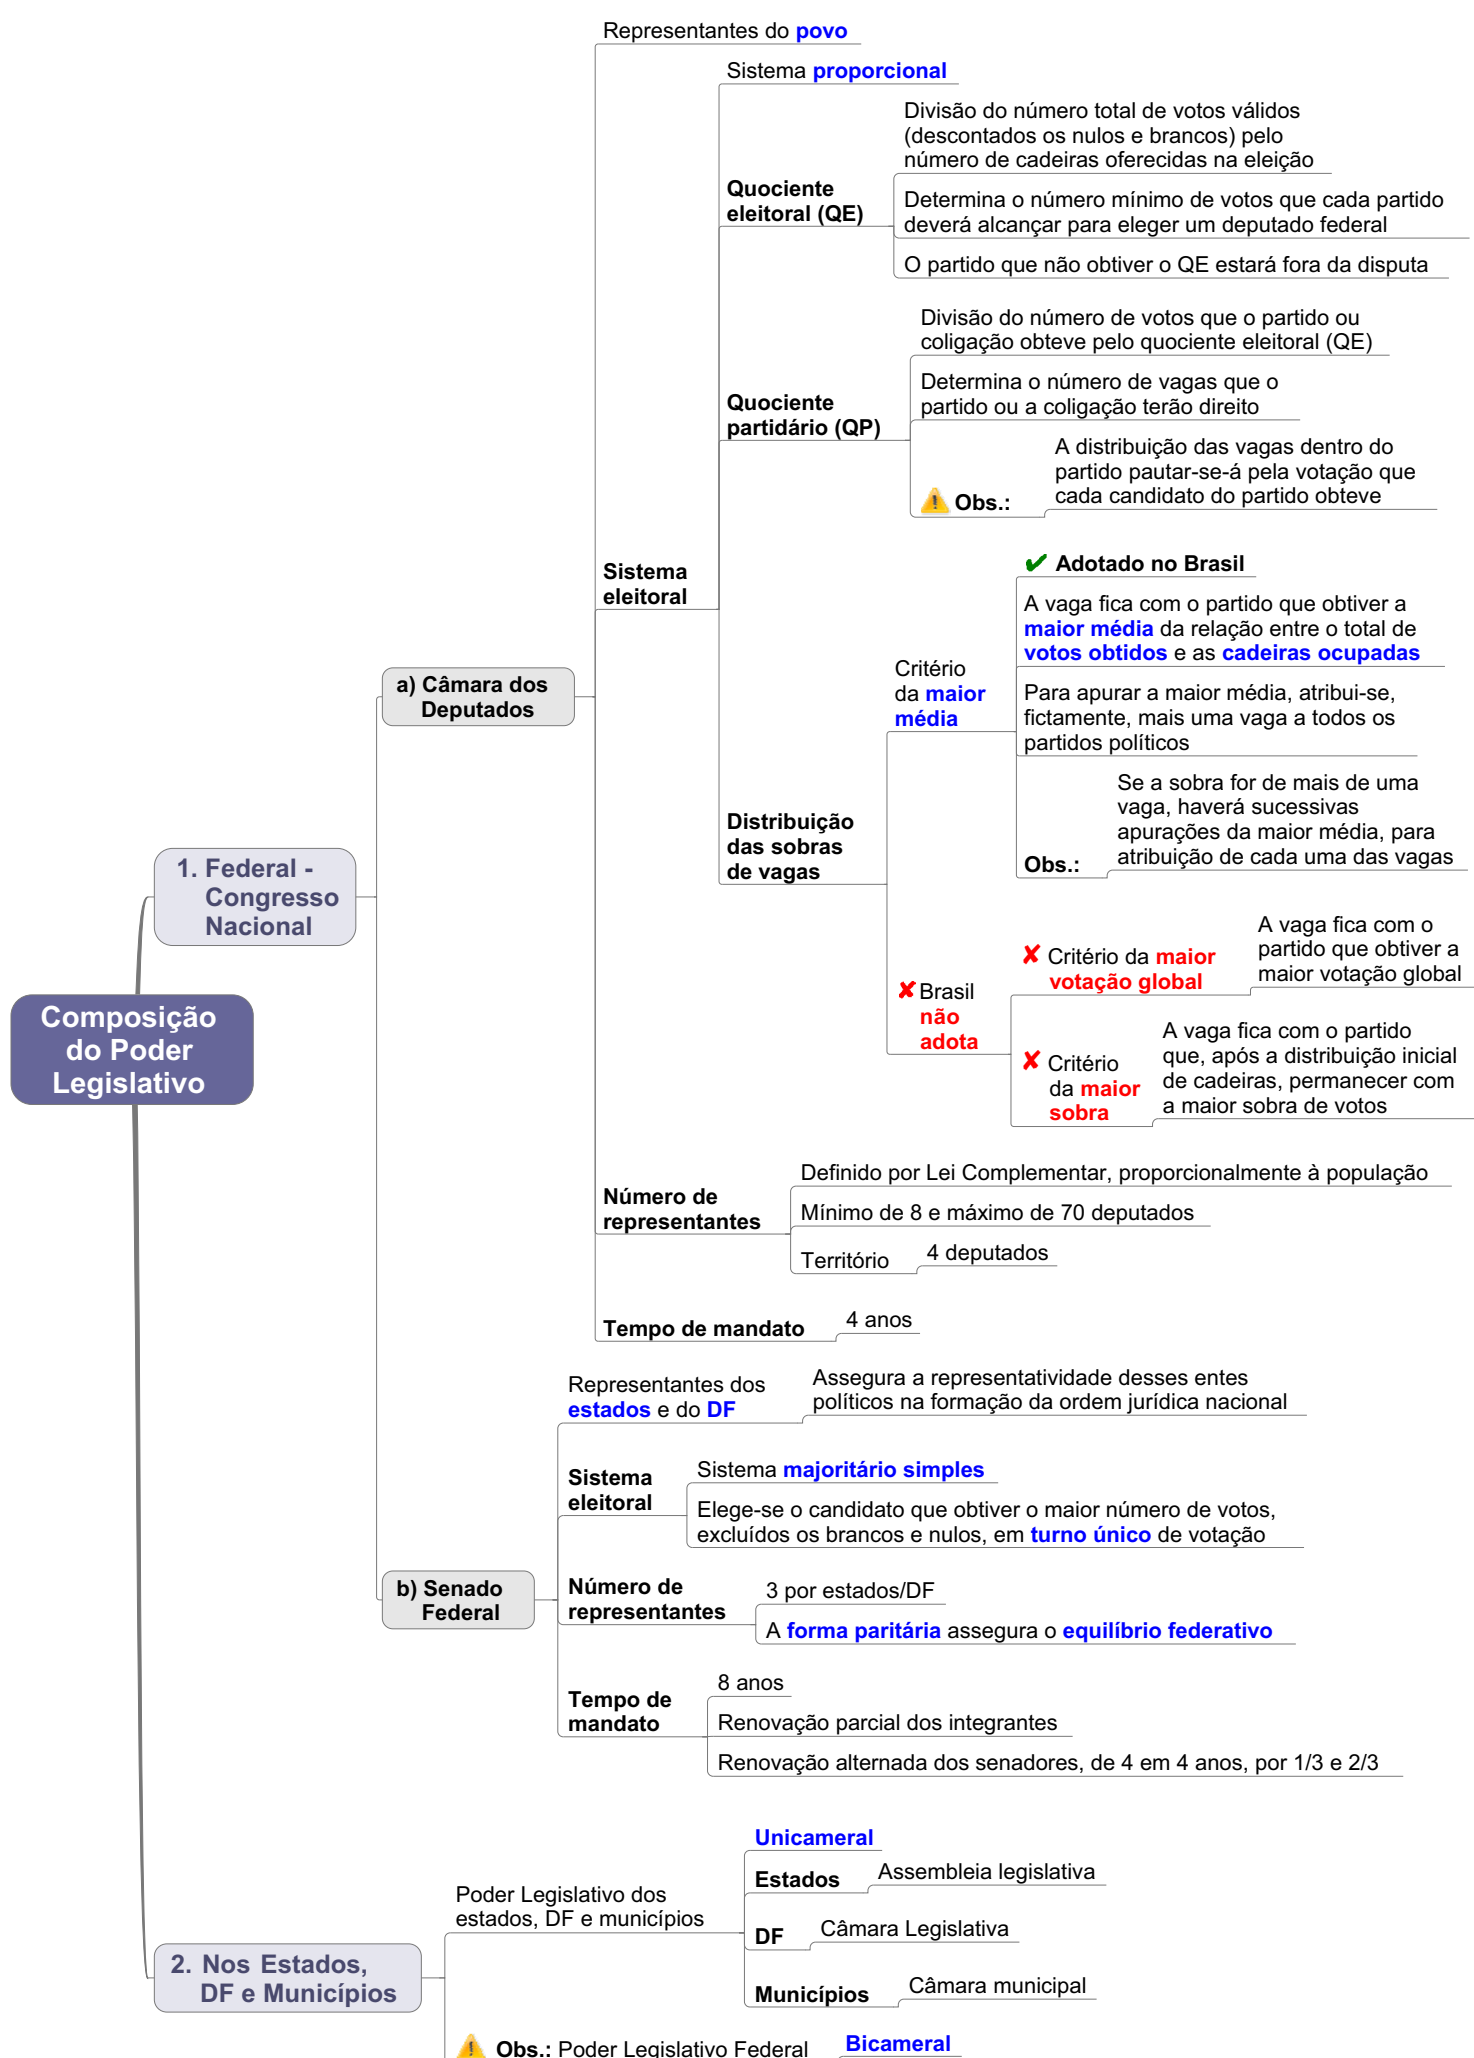 Composição
do Poder
Legislativo
1. Federal -
Congresso
Nacional
a) Câmara dos
Deputados
Representantes do povo
Sistema
eleitoral
Sistema proporcional
Quociente
eleitoral (QE)
Divisão do número total de votos válidos
(descontados os nulos e brancos) pelo
número de cadeiras oferecidas na eleição
Determina o número mínimo de votos que cada partido
deverá alcançar para eleger um deputado federal
O partido que não obtiver o QE estará fora da disputa
Quociente
partidário (QP)
Divisão do número de votos que o partido ou
coligação obteve pelo quociente eleitoral (QE)
Determina o número de vagas que o
partido ou a coligação terão direito
Obs.:
A distribuição das vagas dentro do
partido pautar-se-á pela votação que
cada candidato do partido obteve
Distribuição
das sobras
de vagas
Critério
da maior
média
Adotado no Brasil
A vaga fica com o partido que obtiver a
maior média da relação entre o total de
votos obtidos e as cadeiras ocupadas
Para apurar a maior média, atribui-se,
fictamente, mais uma vaga a todos os
partidos políticos
Obs.:
Se a sobra for de mais de uma
vaga, haverá sucessivas
apurações da maior média, para
atribuição de cada uma das vagas
Brasil
não
adota
Critério da maior
votação global
A vaga fica com o
partido que obtiver a
maior votação global
Critério
da maior
sobra
A vaga fica com o partido
que, após a distribuição inicial
de cadeiras, permanecer com
a maior sobra de votos
Número de
representantes
Definido por Lei Complementar, proporcionalmente à população
Mínimo de 8 e máximo de 70 deputados
Território
4 deputados
Tempo de mandato
4 anos
b) Senado
Federal
Representantes dos
estados e do DF
Assegura a representatividade desses entes
políticos na formação da ordem jurídica nacional
Sistema
eleitoral
Sistema majoritário simples
Elege-se o candidato que obtiver o maior número de votos,
excluídos os brancos e nulos, em turno único de votação
Número de
representantes
3 por estados/DF
A forma paritária assegura o equilíbrio federativo
Tempo de
mandato
8 anos
Renovação parcial dos integrantes
Renovação alternada dos senadores, de 4 em 4 anos, por 1/3 e 2/3
2. Nos Estados,
DF e Municípios
Poder Legislativo dos
estados, DF e municípios
Unicameral
Estados
Assembleia legislativa
DF
Câmara Legislativa
Municípios
Câmara municipal
Obs.: Poder Legislativo Federal
Bicameral